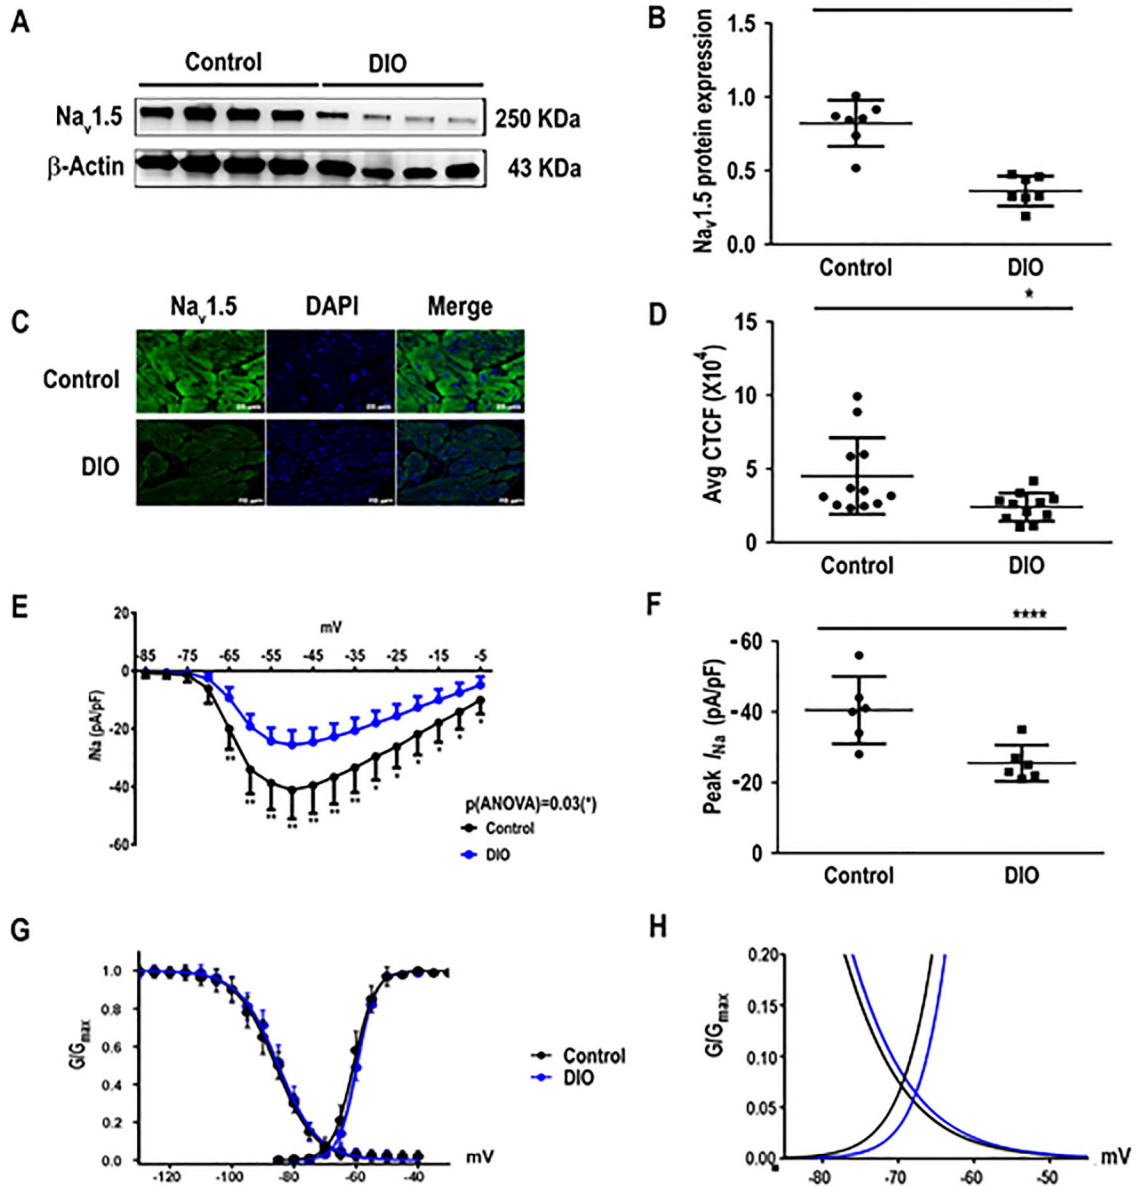 A
Control
DIO
Nav1.5
250 KDa
β-Actin
43 KDa
B
Nav1.5 protein expression
1.5
1.0
0.5
0.0
Control
DIO
C
Nav1.5
DAPI
Merge
Control
DIO
D
*
Avg CTCF (X10⁴)
15
10
5
0
Control
DIO
E
mV
-85 -75 -65 -55 -45 -35 -25 -15 -5
INa (pA/pF)
20
0
-20
-40
-60
** ** ** ** ** ** ** * * * * * *
p(ANOVA)=0.03(*)
Control
DIO
F
****
Peak INa (pA/pF)
-60
-40
-20
0
Control
DIO
G
G/Gmax
1.0
0.8
0.6
0.4
0.2
0.0
-120 -100 -80 -60 -40
mV
Control
DIO
H
G/Gmax
0.20
0.15
0.10
0.05
0.00
-80 -70 -60 -50
mV